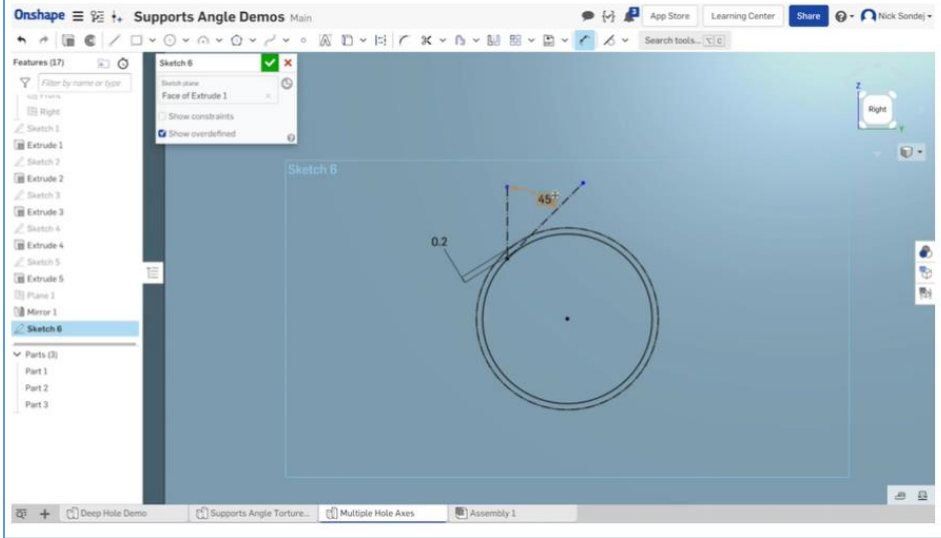 Onshape Supports Angle Demos Main
3 App Store Learning Center Share Nick Sondej
Search tools... ⌥ C
Features (17)
Filter by name or type
Front
Right
Sketch 1
Extrude 1
Sketch 2
Extrude 2
Sketch 3
Extrude 3
Sketch 4
Extrude 4
Sketch 5
Extrude 5
Plane 1
Mirror 1
Sketch 6
Parts (3)
Part 1
Part 2
Part 3
Sketch 6
Sketch plane
Face of Extrude 1
Show constraints
Show overdefined
Sketch 6
45°
0.2
Z
Right
Y
Deep Hole Demo Supports Angle Torture... Multiple Hole Axes Assembly 1